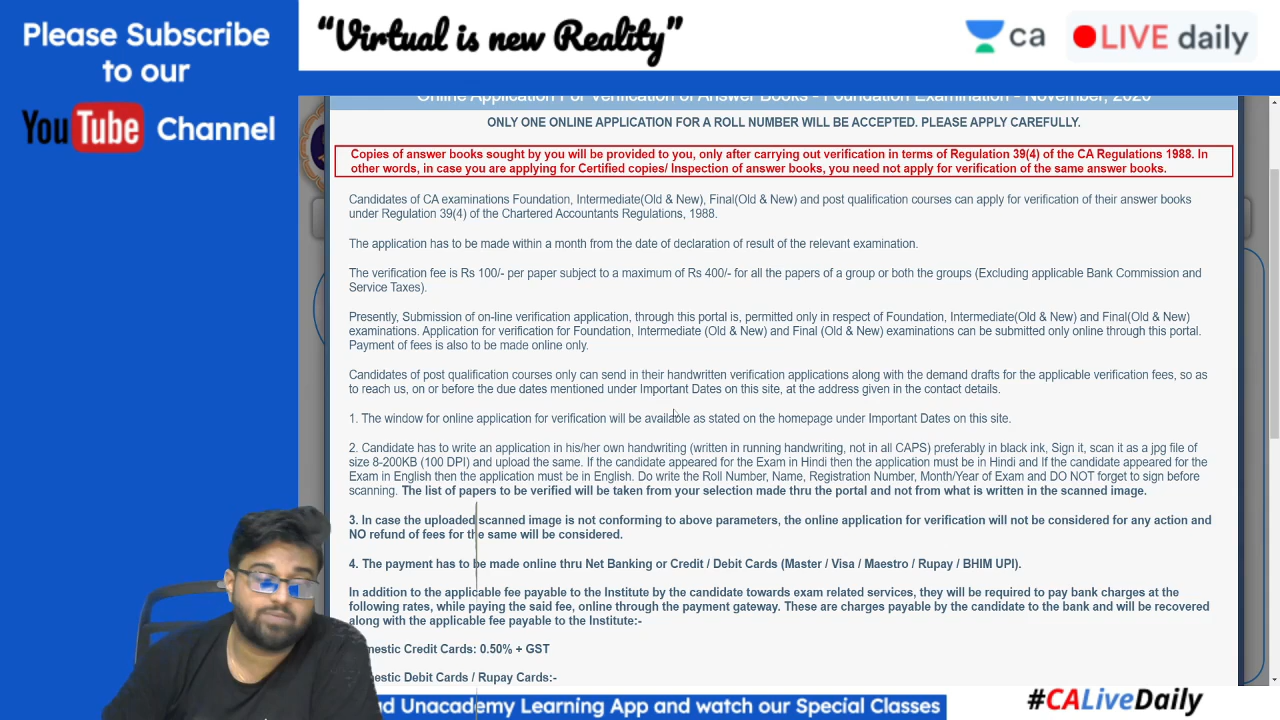 Please Subscribe
to our
YouTube Channel
“Virtual is new Reality”
ca
LIVE daily
Online Application For Verification of Answer Books - Foundation Examination - November, 2020
ONLY ONE ONLINE APPLICATION FOR A ROLL NUMBER WILL BE ACCEPTED. PLEASE APPLY CAREFULLY.
Copies of answer books sought by you will be provided to you, only after carrying out verification in terms of Regulation 39(4) of the CA Regulations 1988. In
other words, in case you are applying for Certified copies/ Inspection of answer books, you need not apply for verification of the same answer books.
Candidates of CA examinations Foundation, Intermediate(Old & New), Final(Old & New) and post qualification courses can apply for verification of their answer books
under Regulation 39(4) of the Chartered Accountants Regulations, 1988.
The application has to be made within a month from the date of declaration of result of the relevant examination.
The verification fee is Rs 100/- per paper subject to a maximum of Rs 400/- for all the papers of a group or both the groups (Excluding applicable Bank Commission and
Service Taxes).
Presently, Submission of on-line verification application, through this portal is, permitted only in respect of Foundation, Intermediate(Old & New) and Final(Old & New)
examinations. Application for verification for Foundation, Intermediate (Old & New) and Final (Old & New) examinations can be submitted only online through this portal.
Payment of fees is also to be made online only.
Candidates of post qualification courses only can send in their handwritten verification applications along with the demand drafts for the applicable verification fees, so as
to reach us, on or before the due dates mentioned under Important Dates on this site, at the address given in the contact details.
1. The window for online application for verification will be available as stated on the homepage under Important Dates on this site.
2. Candidate has to write an application in his/her own handwriting (written in running handwriting, not in all CAPS) preferably in black ink, Sign it, scan it as a jpg file of
size 8-200KB (100 DPI) and upload the same. If the candidate appeared for the Exam in Hindi then the application must be in Hindi and If the candidate appeared for the
Exam in English then the application must be in English. Do write the Roll Number, Name, Registration Number, Month/Year of Exam and DO NOT forget to sign before
scanning. The list of papers to be verified will be taken from your selection made thru the portal and not from what is written in the scanned image.
3. In case the uploaded scanned image is not conforming to above parameters, the online application for verification will not be considered for any action and
NO refund of fees for the same will be considered.
4. The payment has to be made online thru Net Banking or Credit / Debit Cards (Master / Visa / Maestro / Rupay / BHIM UPI).
In addition to the applicable fee payable to the Institute by the candidate towards exam related services, they will be required to pay bank charges at the
following rates, while paying the said fee, online through the payment gateway. These are charges payable by the candidate to the bank and will be recovered
along with the applicable fee payable to the Institute:-
mestic Credit Cards: 0.50% + GST
mestic Debit Cards / Rupay Cards:-
ad Unacademy Learning App and watch our Special Classes
#CALiveDaily